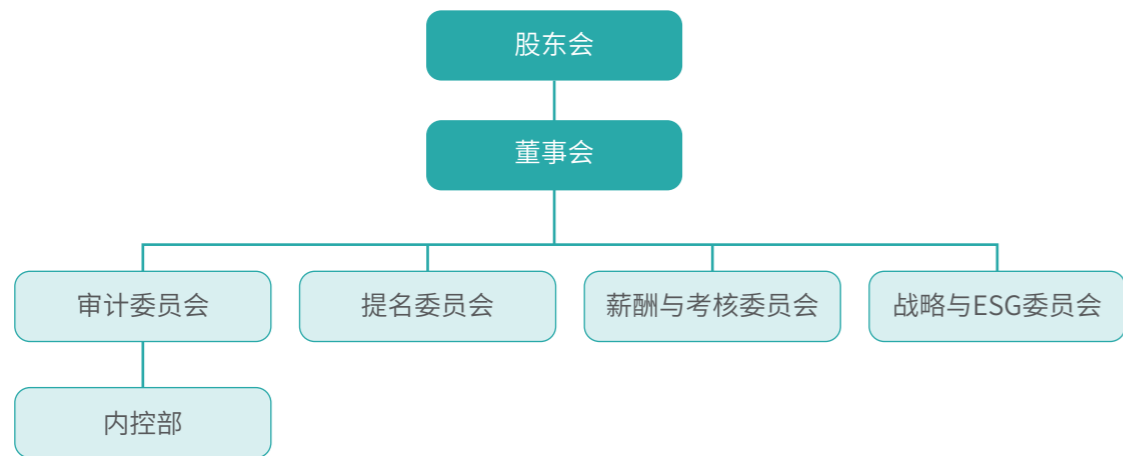 股东会
董事会
审计委员会
提名委员会
薪酬与考核委员会
战略与ESG委员会
内控部